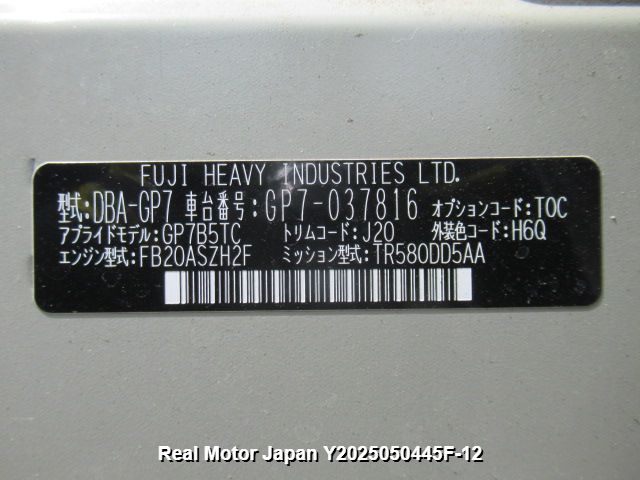 FUJI HEAVY INDUSTRIES LTD.
型式:DBA-GP7 車台番号:GP7-037816 オプションコード:TOC
アプライドモデル:GP7B5TC トリムコード:J20 外装色コード:H6Q
エンジン型式:FB20ASZH2F ミッション型式:TR580DD5AA
Real Motor Japan Y2025050445F-12